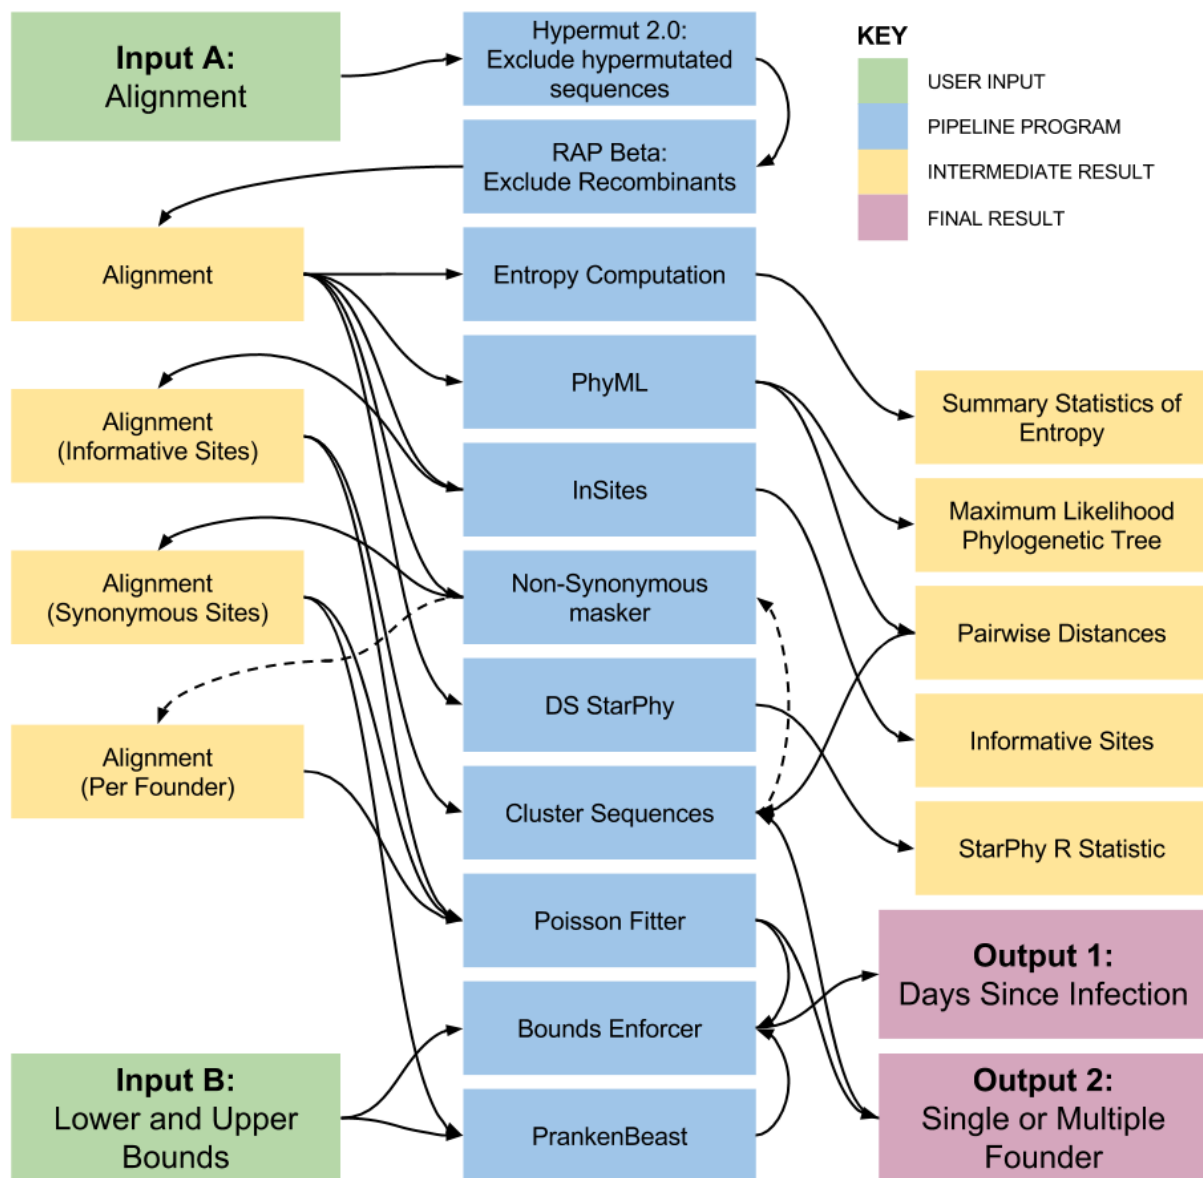 Input A:
Alignment
Hypermut 2.0:
Exclude hypermutated
sequences
KEY
USER INPUT
PIPELINE PROGRAM
INTERMEDIATE RESULT
FINAL RESULT
RAP Beta:
Exclude Recombinants
Alignment
Entropy Computation
PhyML
Summary Statistics of
Entropy
Alignment
(Informative Sites)
InSites
Maximum Likelihood
Phylogenetic Tree
Alignment
(Synonymous Sites)
Non-Synonymous
masker
Pairwise Distances
DS StarPhy
Informative Sites
Alignment
(Per Founder)
Cluster Sequences
StarPhy R Statistic
Poisson Fitter
Output 1:
Days Since Infection
Bounds Enforcer
Input B:
Lower and Upper
Bounds
PrankenBeast
Output 2:
Single or Multiple
Founder